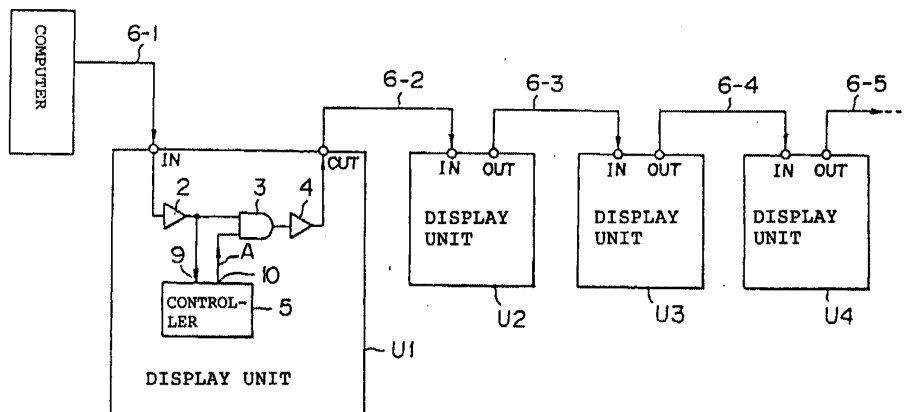 COMPUTER
6-1
6-2
6-3
6-4
6-5
IN
OUT
IN
OUT
IN
OUT
IN
OUT
2
3
4
9
A
10
CONTROL-
LER
5
DISPLAY UNIT
U1
DISPLAY
UNIT
U2
DISPLAY
UNIT
U3
DISPLAY
UNIT
U4